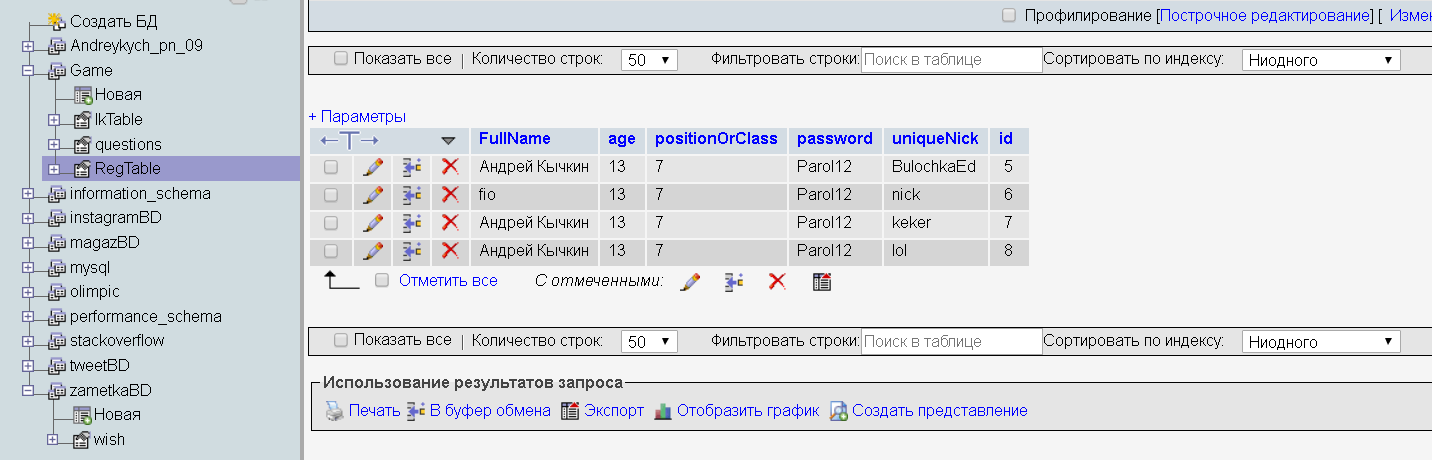 Создать БД
Andreykych_pn_09
Game
Новая
lkTable
questions
RegTable
information_schema
instagramBD
magazBD
mysql
olimpic
performance_schema
stackoverflow
tweetBD
zametkaBD
Новая
wish
Профилирование [Построчное редактирование] [ Измен
Показать все | Количество строк: 50 Фильтровать строки: Поиск в таблице Сортировать по индексу: Ниодного
+ Параметры
←T→ FullName age positionOrClass password uniqueNick id
Андрей Кычкин 13 7 Parol12 BulochkaEd 5
fio 13 7 Parol12 nick 6
Андрей Кычкин 13 7 Parol12 keker 7
Андрей Кычкин 13 7 Parol12 lol 8
Отметить все С отмеченными:
Показать все | Количество строк: 50 Фильтровать строки: Поиск в таблице Сортировать по индексу: Ниодного
Использование результатов запроса
Печать В буфер обмена Экспорт Отобразить график Создать представление